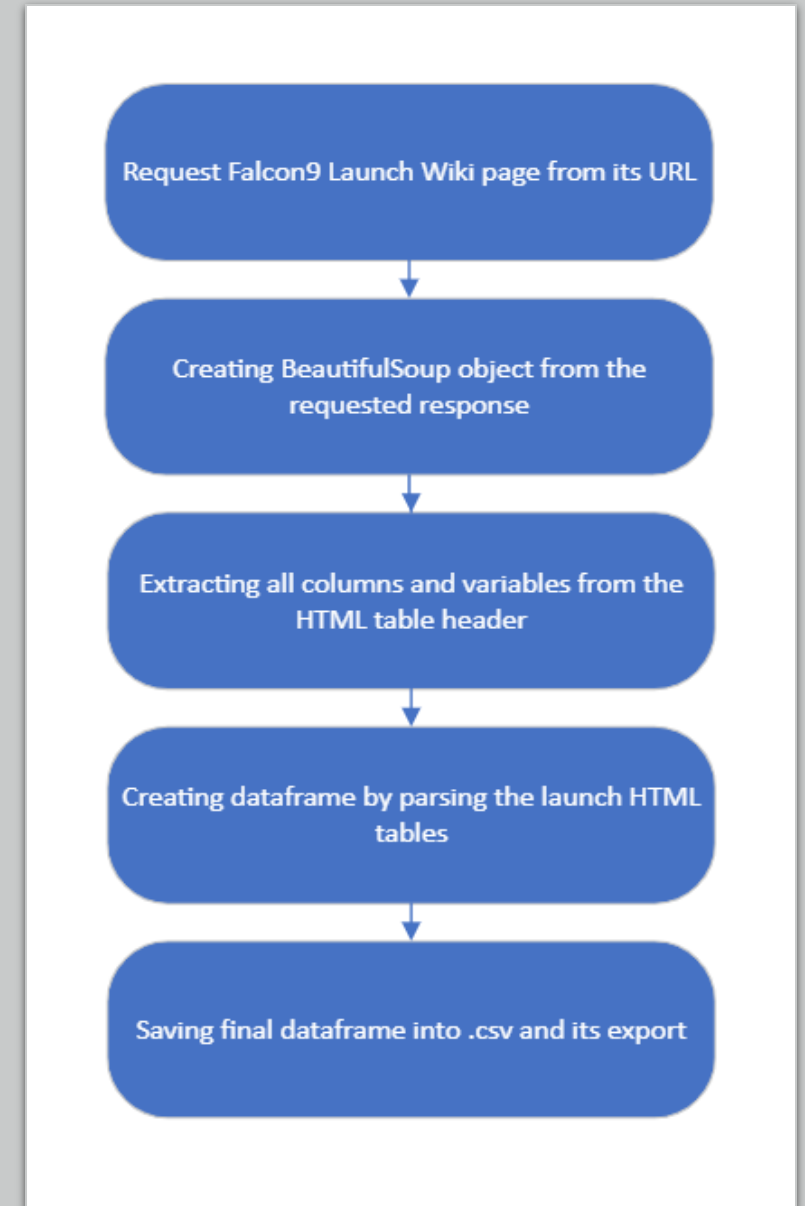 Request Falcon9 Launch Wiki page from its URL
Creating BeautifulSoup object from the
requested response
Extracting all columns and variables from the
HTML table header
Creating dataframe by parsing the launch HTML
tables
Saving final dataframe into .csv and its export